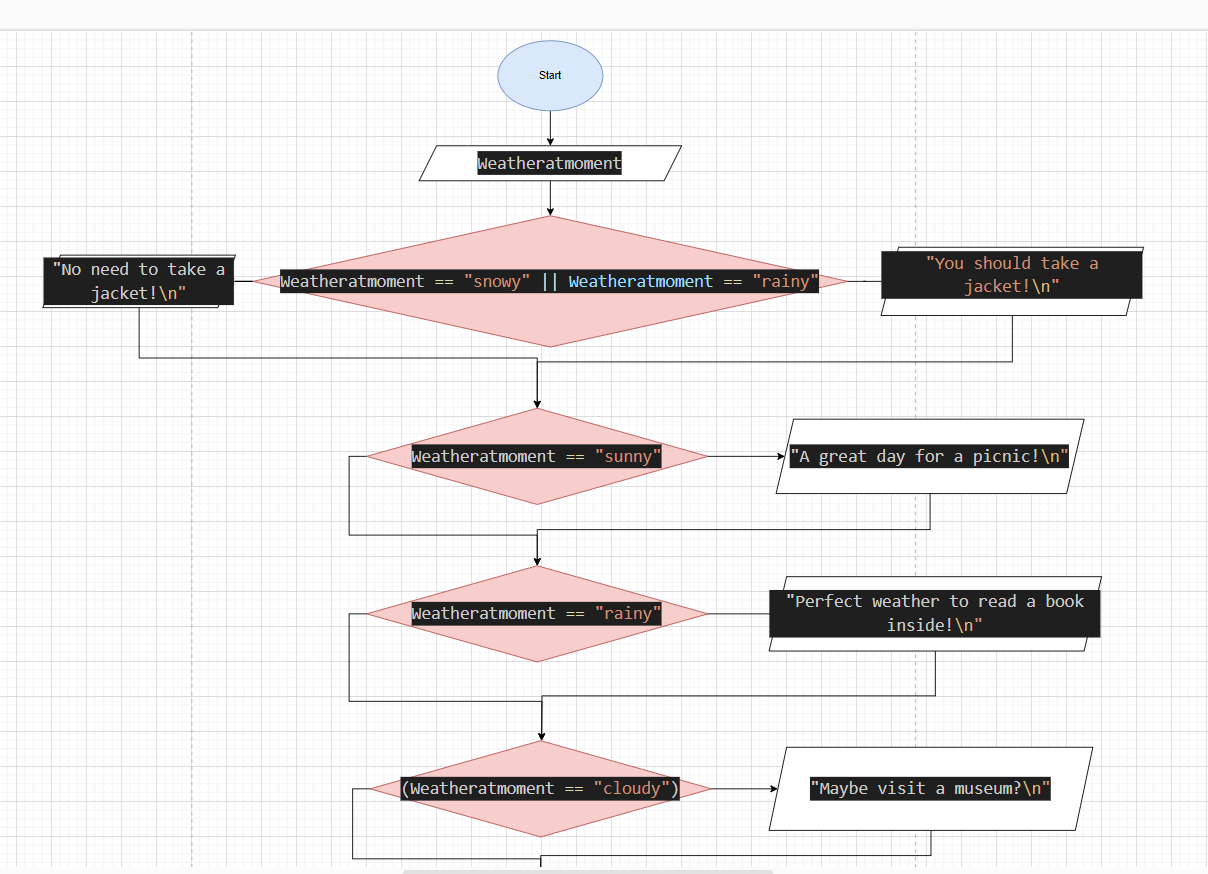 Start
Weatheratmoment
"No need to take a
jacket!\n"
Weatheratmoment == "snowy" || Weatheratmoment == "rainy"
"You should take a
jacket!\n"
Weatheratmoment == "sunny"
"A great day for a picnic!\n"
Weatheratmoment == "rainy"
"Perfect weather to read a book
inside!\n"
(Weatheratmoment == "cloudy")
"Maybe visit a museum?\n"